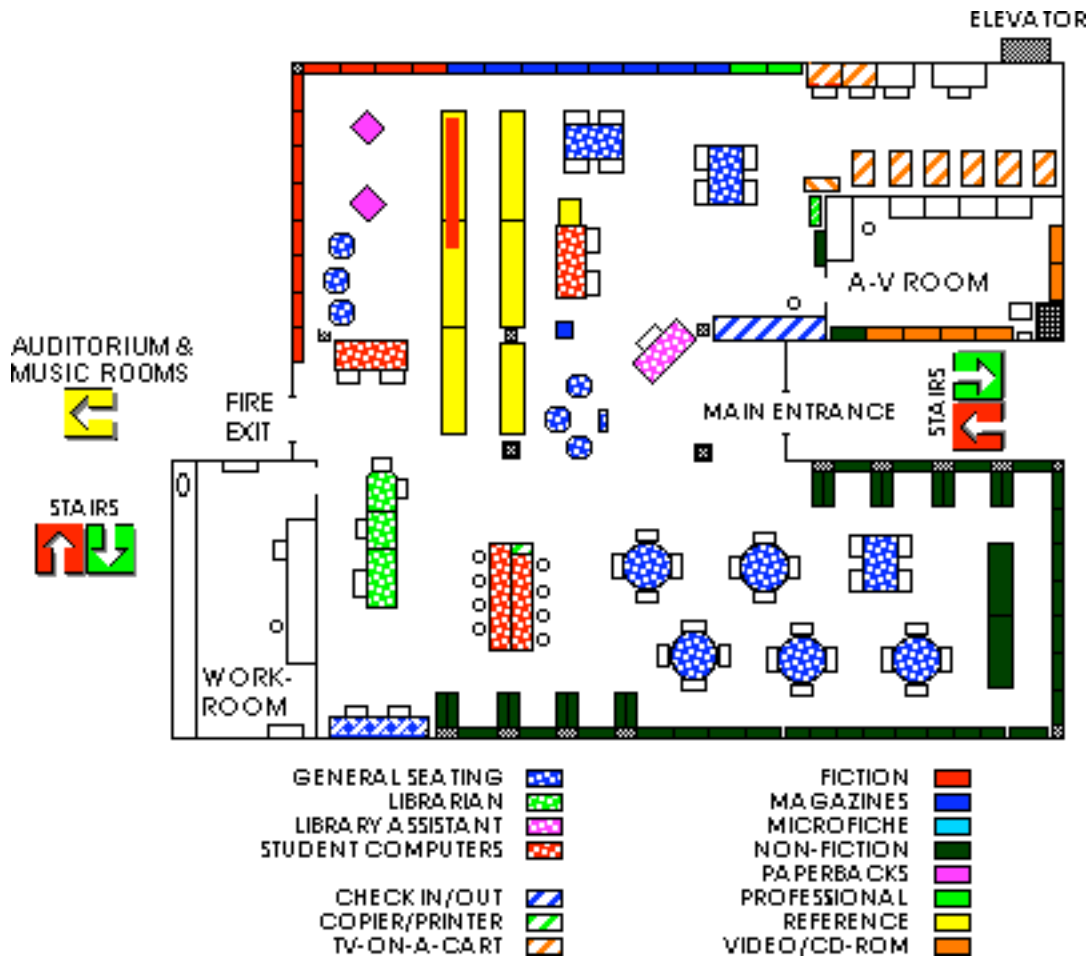 ELEVATOR
A-V ROOM
AUDITORIUM &
MUSIC ROOMS
FIRE
EXIT
MAIN ENTRANCE
STAIRS
STAIRS
WORK-
ROOM
GENERAL SEATING
LIBRARIAN
LIBRARY ASSISTANT
STUDENT COMPUTERS
CHECK IN/OUT
COPIER/PRINTER
TV-ON-A-CART
FICTION
MAGAZINES
MICROFICHE
NON-FICTION
PAPERBACKS
PROFESSIONAL
REFERENCE
VIDEO/CD-ROM